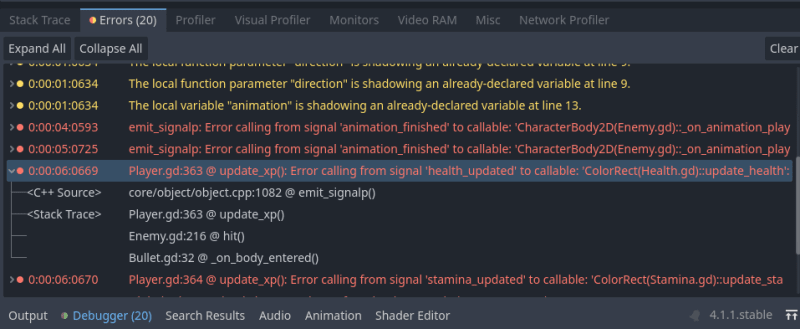 Stack Trace Errors (20) Profiler Visual Profiler Monitors Video RAM Misc Network Profiler
Expand All Collapse All Clear
0:00:01:0634 The local function parameter "direction" is shadowing an already-declared variable at line 9.
0:00:01:0634 The local function parameter "direction" is shadowing an already-declared variable at line 9.
0:00:01:0634 The local variable "animation" is shadowing an already-declared variable at line 13.
0:00:04:0593 emit_signalp: Error calling from signal 'animation_finished' to callable: 'CharacterBody2D(Enemy.gd)::_on_animation_play
0:00:05:0725 emit_signalp: Error calling from signal 'animation_finished' to callable: 'CharacterBody2D(Enemy.gd)::_on_animation_play
0:00:06:0669 Player.gd:363 @ update_xp(): Error calling from signal 'health_updated' to callable: 'ColorRect(Health.gd)::update_health':
<C++ Source> core/object/object.cpp:1082 @ emit_signalp()
<Stack Trace> Player.gd:363 @ update_xp()
Enemy.gd:216 @ hit()
Bullet.gd:32 @ _on_body_entered()
0:00:06:0670 Player.gd:364 @ update_xp(): Error calling from signal 'stamina_updated' to callable: 'ColorRect(Stamina.gd)::update_sta
Output Debugger (20) Search Results Audio Animation Shader Editor 4.1.1.stable